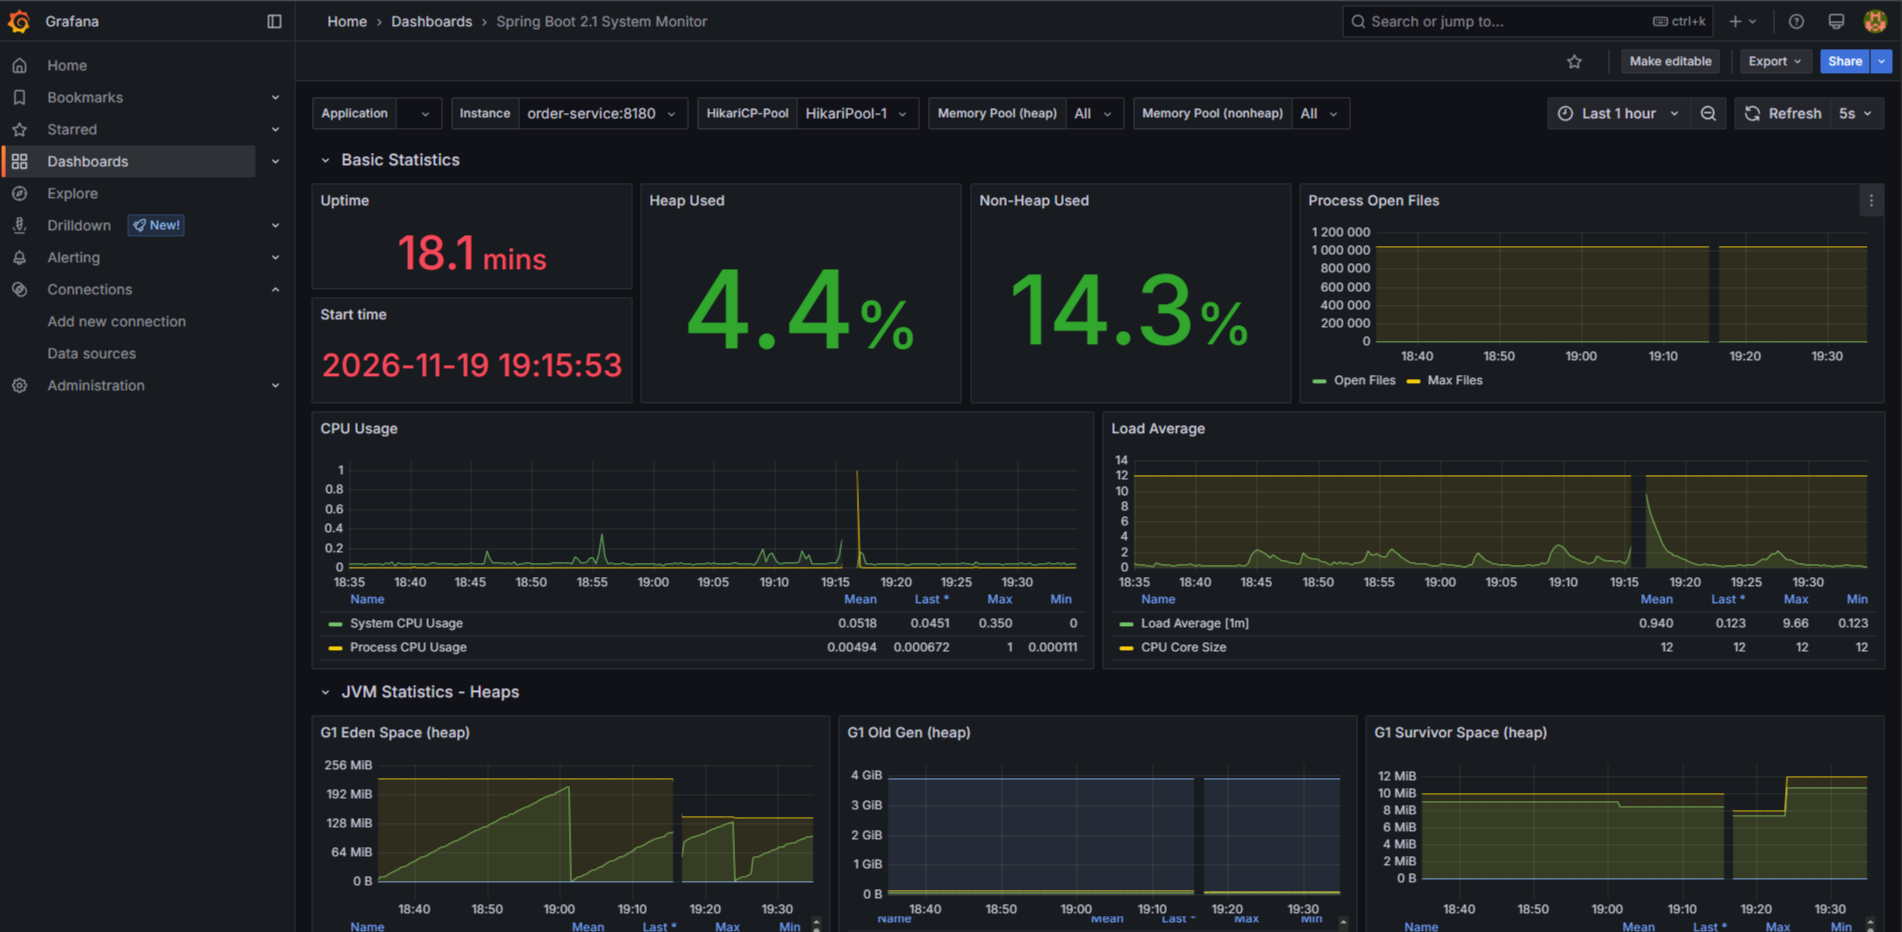 Grafana
Home › Dashboards › Spring Boot 2.1 System Monitor
Search or jump to... ctrl+k
Make editable Export Share
Home
Bookmarks
Starred
Dashboards
Explore
Drilldown New!
Alerting
Connections
Add new connection
Data sources
Administration
Application Instance order-service:8180 HikariCP-Pool HikariPool-1 Memory Pool (heap) All Memory Pool (nonheap) All Last 1 hour Refresh 5s
Basic Statistics
Uptime
18.1 mins
Start time
2026-11-19 19:15:53
Heap Used
4.4%
Non-Heap Used
14.3%
Process Open Files
1 200 000
1 000 000
800 000
600 000
400 000
200 000
0
18:40 18:50 19:00 19:10 19:20 19:30
Open Files Max Files
CPU Usage
1
0.8
0.6
0.4
0.2
0
18:35 18:40 18:45 18:50 18:55 19:00 19:05 19:10 19:15 19:20 19:25 19:30
Name Mean Last * Max Min
System CPU Usage 0.0518 0.0451 0.350 0
Process CPU Usage 0.00494 0.000672 1 0.000111
Load Average
14
12
10
8
6
4
2
0
18:35 18:40 18:45 18:50 18:55 19:00 19:05 19:10 19:15 19:20 19:25 19:30
Name Mean Last * Max Min
Load Average [1m] 0.940 0.123 9.66 0.123
CPU Core Size 12 12 12 12
JVM Statistics - Heaps
G1 Eden Space (heap)
256 MiB
192 MiB
128 MiB
64 MiB
0 B
18:40 18:50 19:00 19:10 19:20 19:30
Name Mean Last * Max Min
G1 Old Gen (heap)
4 GiB
3 GiB
2 GiB
1 GiB
0 B
18:40 18:50 19:00 19:10 19:20 19:30
Name Mean Last * Max Min
G1 Survivor Space (heap)
12 MiB
10 MiB
8 MiB
6 MiB
4 MiB
2 MiB
0 B
18:40 18:50 19:00 19:10 19:20 19:30
Name Mean Last * Max Min